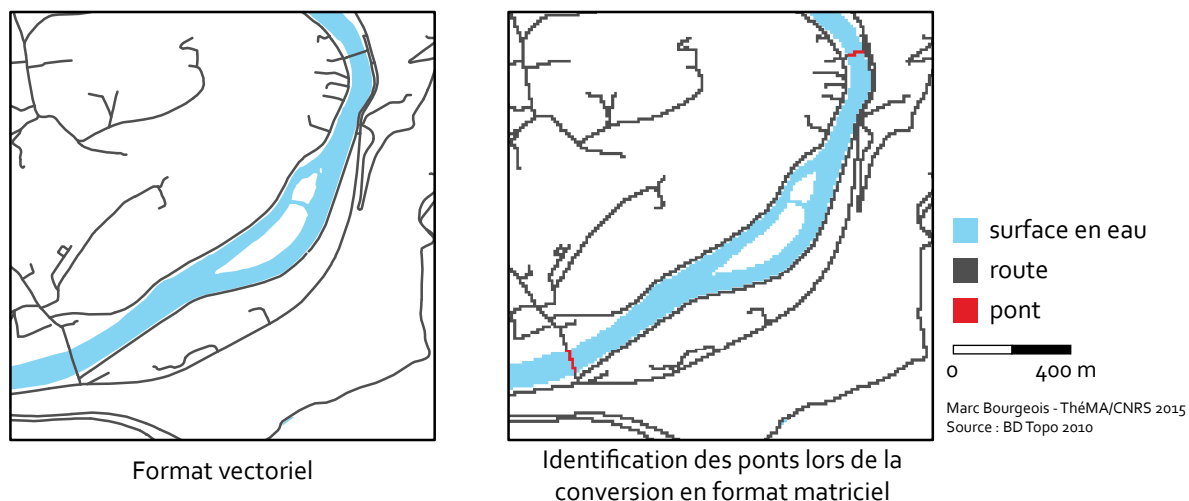 surface en eau
route
pont
0 400 m
Marc Bourgeois - ThéMA/CNRS 2015
Source : BD Topo 2010
Format vectoriel
Identification des ponts lors de la
conversion en format matriciel